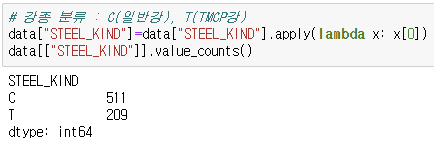 # 강종 분류 : C(일반강), T(TMCP강)
data["STEEL_KIND"]=data["STEEL_KIND"].apply(lambda x: x[0])
data[["STEEL_KIND"]].value_counts()
STEEL_KIND
C 511
T 209
dtype: int64